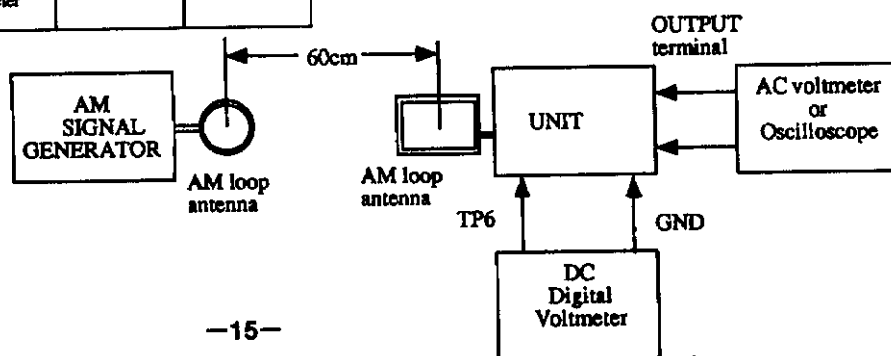 60cm
OUTPUT
terminal
AM
SIGNAL
GENERATOR
AM loop
antenna
AM loop
antenna
UNIT
AC voltmeter
or
Oscilloscope
TP6
GND
DC
Digital
Voltmeter
—15—